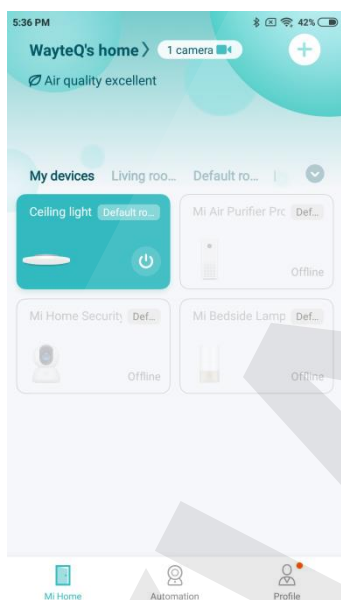 5:36 PM 42%
WayteQ's home 〉 1 camera
Air quality excellent
My devices Living roo... Default ro...
Ceiling light Default ro...
Mi Air Purifier Pro Def...
Offline
Mi Home Security Def...
Offline
Mi Bedside Lamp Def...
Offline
Mi Home Automation Profile